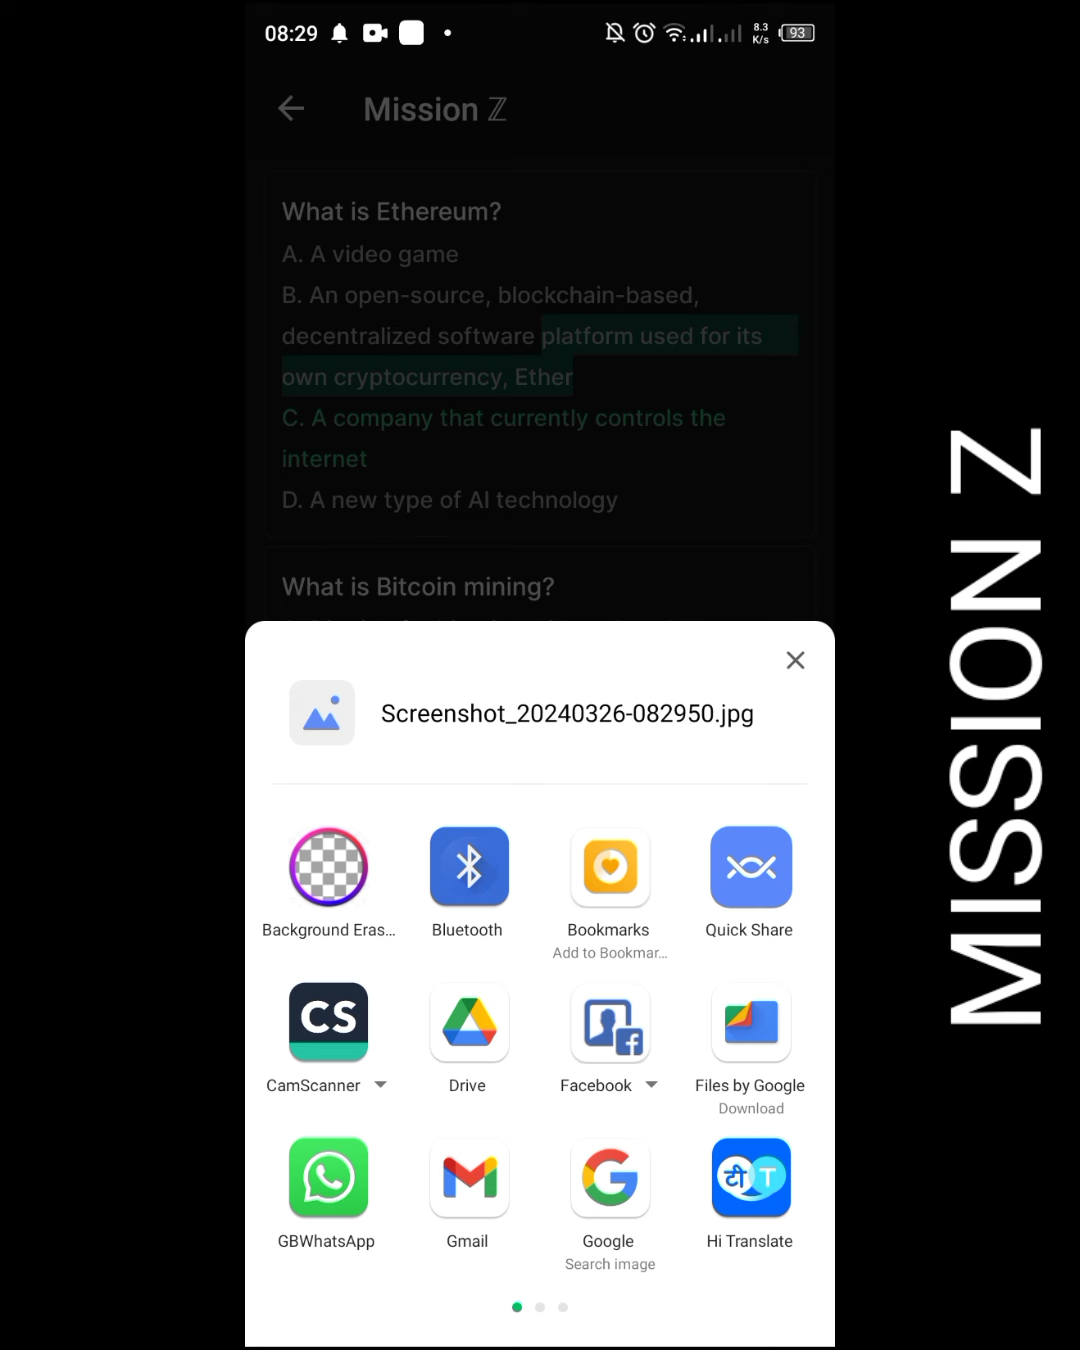 08:29
8.3
K/s
93
Mission ℤ
What is Ethereum?
A. A video game
B. An open-source, blockchain-based,
decentralized software platform used for its
own cryptocurrency, Ether
C. A company that currently controls the
internet
D. A new type of AI technology
What is Bitcoin mining?
Screenshot_20240326-082950.jpg
Background Eras...
Bluetooth
Bookmarks
Add to Bookmar...
Quick Share
CS
CamScanner
Drive
Facebook
Files by Google
Download
GBWhatsApp
Gmail
Google
Search image
टी T
Hi Translate
MISSION Z